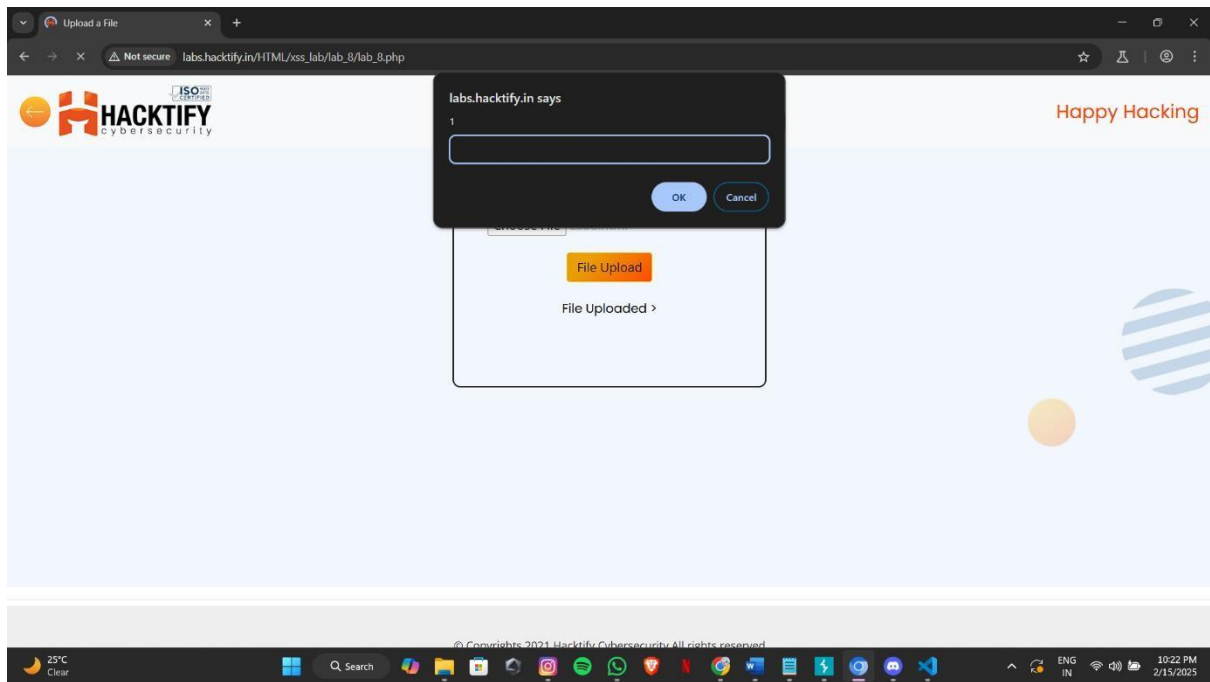 Upload a File
Not secure labs.hacktify.in/HTML/xss_lab/lab_8/lab_8.php
ISO
CERTIFIED
HACKTIFY
cybersecurity
labs.hacktify.in says
1
OK Cancel
Happy Hacking
File Upload
File Uploaded >
© Copyrights 2021 Hacktify Cybersecurity All rights reserved
25°C
Clear
Search
ENG
IN
10:22 PM
2/15/2025